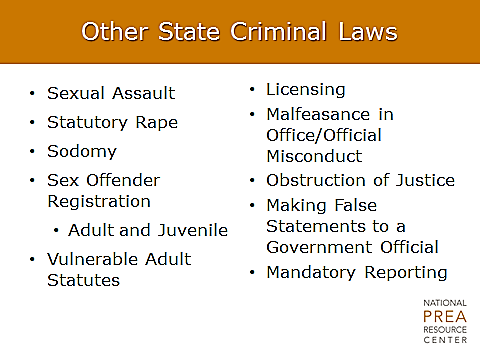 Other State Criminal Laws
• Sexual Assault
• Statutory Rape
• Sodomy
• Sex Offender
Registration
• Adult and Juvenile
• Vulnerable Adult
Statutes
• Licensing
• Malfeasance in
Office/Official
Misconduct
• Obstruction of Justice
• Making False
Statements to a
Government Official
• Mandatory Reporting
NATIONAL
PREA
RESOURCE
CENTER